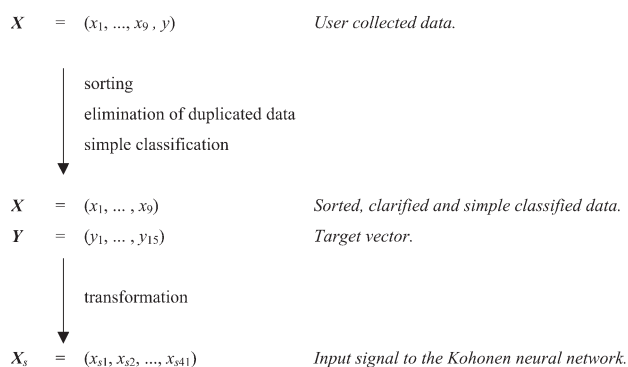 X = (x1, ..., x9 , y) User collected data.
sorting
elimination of duplicated data
simple classification
X = (x1, ... , x9) Sorted, clarified and simple classified data.
Y = (y1, ... , y15) Target vector.
transformation
Xs = (xs1, xs2, ..., xs41) Input signal to the Kohonen neural network.